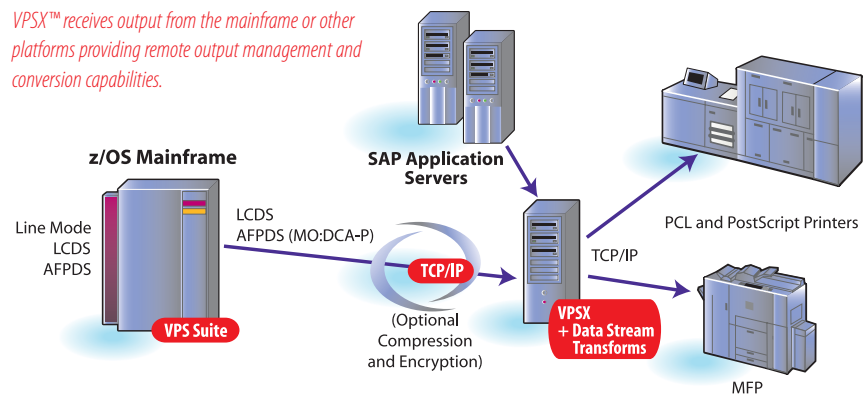 VPSX™ receives output from the mainframe or other
platforms providing remote output management and
conversion capabilities.
z/OS Mainframe
SAP Application
Servers
Line Mode
LCDS
AFPDS
LCDS
AFPDS (MO:DCA-P)
VPS Suite
TCP/IP
(Optional
Compression
and Encryption)
VPSX
+ Data Stream
Transforms
TCP/IP
PCL and PostScript Printers
MFP